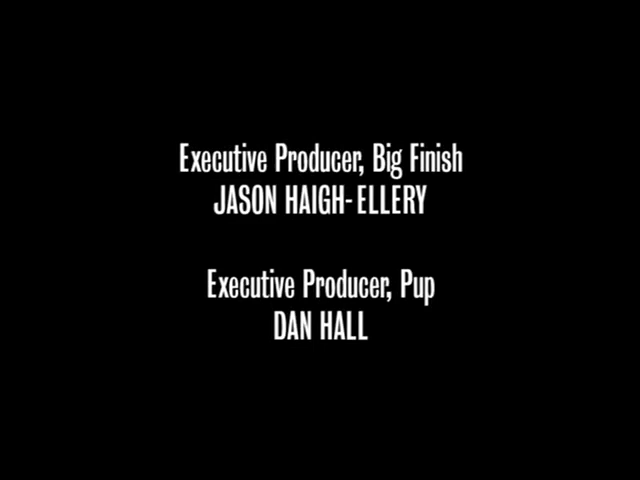 Executive Producer, Big Finish
JASON HAIGH-ELLERY
Executive Producer, Pup
DAN HALL